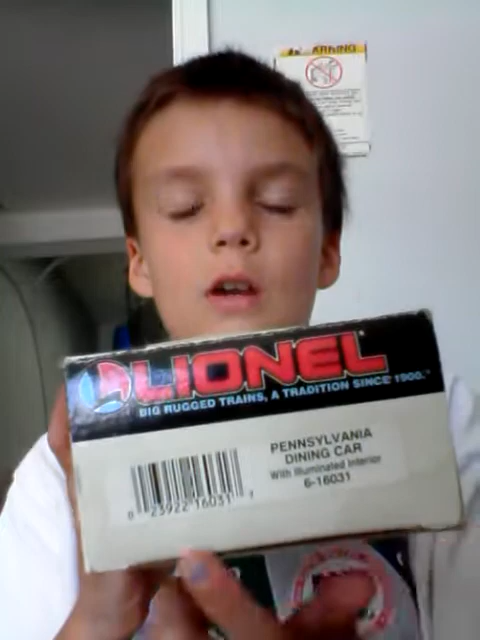 WARNING
LIONEL
BIG RUGGED TRAINS, A TRADITION SINCE 1900.
PENNSYLVANIA
DINING CAR
With Illuminated Interior
6-16031
0 23922 16031 7